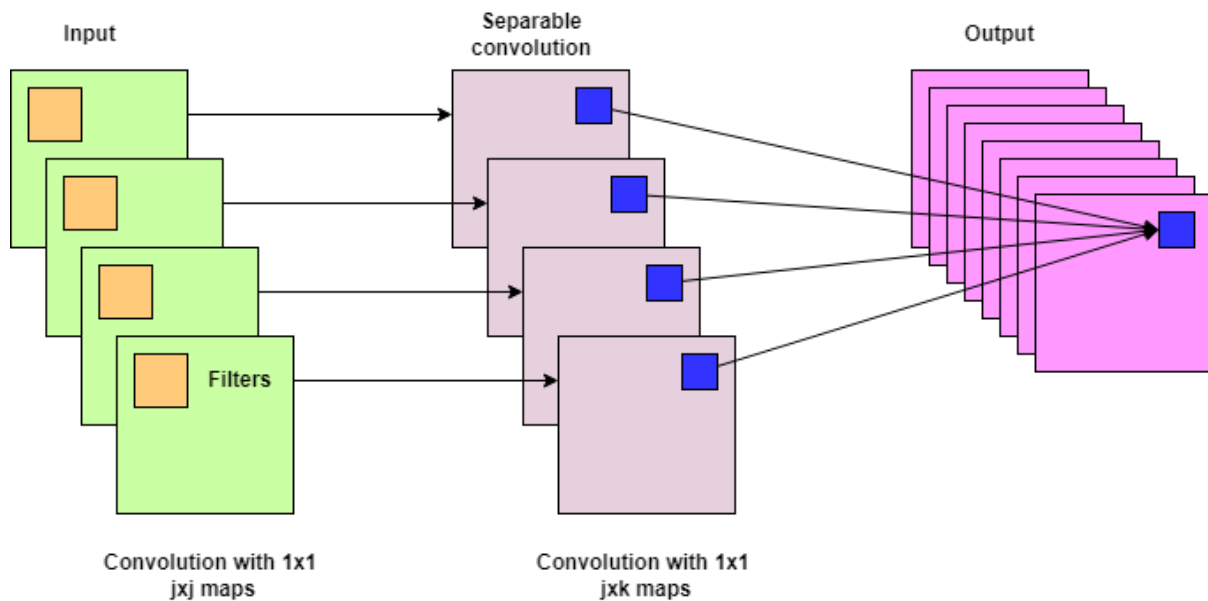 Input
Separable
convolution
Output
Filters
Convolution with 1x1
jxj maps
Convolution with 1x1
jxk maps